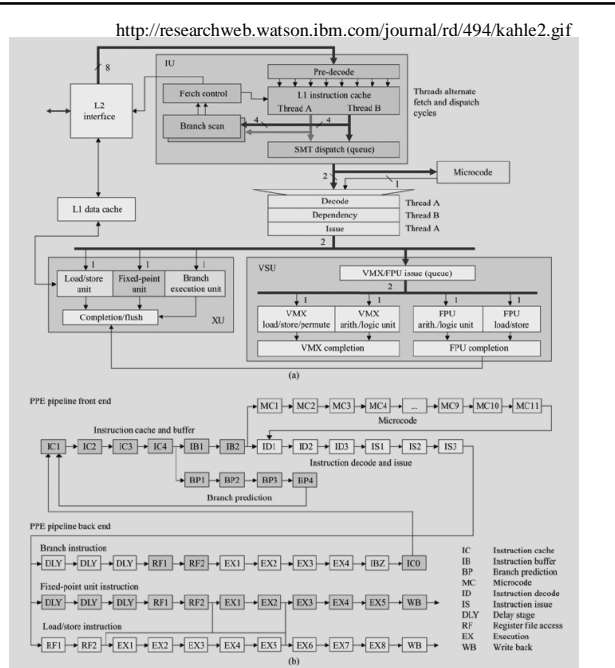 http://researchweb.watson.ibm.com/journal/rd/494/kahle2.gif
8
IU
Pre-decode
L2
interface
Fetch control
L1 instruction cache
Thread A
Thread B
Threads alternate
fetch and dispatch
cycles
Branch scan
4
4
SMT dispatch (queue)
2
1
Microcode
L1 data cache
Decode
Thread A
Dependency
Thread B
Issue
Thread A
2
1
1
1
Load/store
unit
Fixed-point
unit
Branch
execution unit
Completion/flush
XU
VSU
VMX/FPU issue (queue)
2
1
1
1
1
VMX
load/store/permute
VMX
arith./logic unit
FPU
arith./logic unit
FPU
load/store
VMX completion
FPU completion
(a)
PPE pipeline front end
MC1 MC2 MC3 MC4 ... MC9 MC10 MC11
Microcode
Instruction cache and buffer
IC1 IC2 IC3 IC4 IB1 IB2 ID1 ID2 ID3 IS1 IS2 IS3
Instruction decode and issue
BP1 BP2 BP3 BP4
Branch prediction
PPE pipeline back end
Branch instruction
DLY DLY DLY RF1 RF2 EX1 EX2 EX3 EX4 IBZ IC0
Fixed-point unit instruction
DLY DLY DLY RF1 RF2 EX1 EX2 EX3 EX4 EX5 WB
Load/store instruction
RF1 RF2 EX1 EX2 EX3 EX4 EX5 EX6 EX7 EX8 WB
IC Instruction cache
IB Instruction buffer
BP Branch prediction
MC Microcode
ID Instruction decode
IS Instruction issue
DLY Delay stage
RF Register file access
EX Execution
WB Write back
(b)